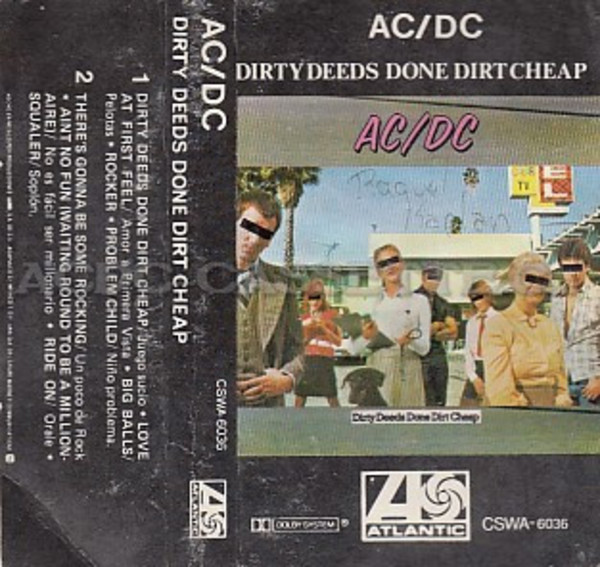 AC/DC
DIRTY DEEDS DONE DIRT CHEAP
AC/DC
TV
Dirty Deeds Done Dirt Cheap
DOLBY SYSTEM
ATLANTIC
CSWA-6036
AC/DC
DIRTY DEEDS DONE DIRT CHEAP
CSWA-6036
ATLANTIC
1 DIRTY DEEDS DONE DIRT CHEAP/Juego sucio • LOVE
AT FIRST FEEL/ Amor a Primera Vista • BIG BALLS/
Pelotas • ROCKER • PROBLEM CHILD/ Niño problema.
2 THERE'S GONNA BE SOME ROCKING/ Un poco de Rock
• AINT NO FUN (WAITING ROUND TO BE A MILLION-
AIRE)/ No es fácil ser millonario • RIDE ON/ Orale •
SQUALER/ Soplón.